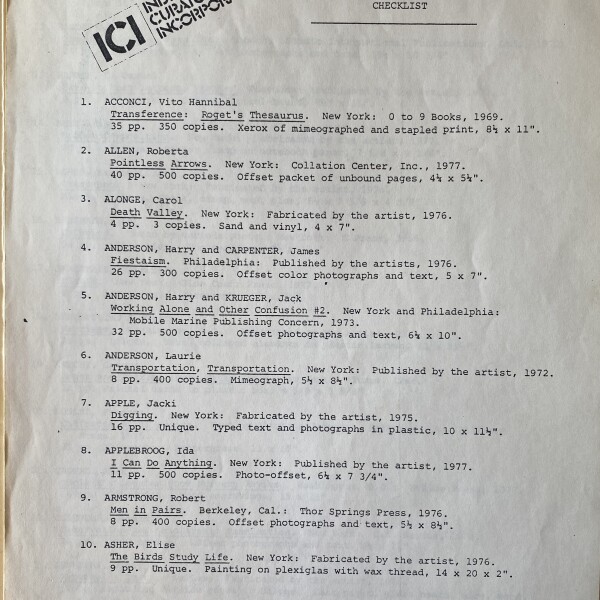 CHECKLIST
ICI
1. ACCONCI, Vito Hannibal
Transference: Roget's Thesaurus. New York: 0 to 9 Books, 1969.
35 pp. 350 copies. Xerox of mimeographed and stapled print, 8½ x 11".
2. ALLEN, Roberta
Pointless Arrows. New York: Collation Center, Inc., 1977.
40 pp. 500 copies. Offset packet of unbound pages, 4¼ x 5¼".
3. ALONGE, Carol
Death Valley. New York: Fabricated by the artist, 1976.
4 pp. 3 copies. Sand and vinyl, 4 x 7".
4. ANDERSON, Harry and CARPENTER, James
Fiestaism. Philadelphia: Published by the artists, 1976.
26 pp. 300 copies. Offset color photographs and text, 5 x 7".
5. ANDERSON, Harry and KRUEGER, Jack
Working Alone and Other Confusion #2. New York and Philadelphia:
Mobile Marine Publishing Concern, 1973.
32 pp. 500 copies. Offset photographs and text, 6¼ x 10".
6. ANDERSON, Laurie
Transportation, Transportation. New York: Published by the artist, 1972.
8 pp. 400 copies. Mimeograph, 5½ x 8½".
7. APPLE, Jacki
Digging. New York: Fabricated by the artist, 1975.
16 pp. Unique. Typed text and photographs in plastic, 10 x 11½".
8. APPLEBROOG, Ida
I Can Do Anything. New York: Published by the artist, 1977.
11 pp. 500 copies. Photo-offset, 6¼ x 7 3/4".
9. ARMSTRONG, Robert
Men in Pairs. Berkeley, Cal.: Thor Springs Press, 1976.
8 pp. 400 copies. Offset photographs and text, 5½ x 8½".
10. ASHER, Elise
The Birds Study Life. New York: Fabricated by the artist, 1976.
9 pp. Unique. Painting on plexiglas with wax thread, 14 x 20 x 2".